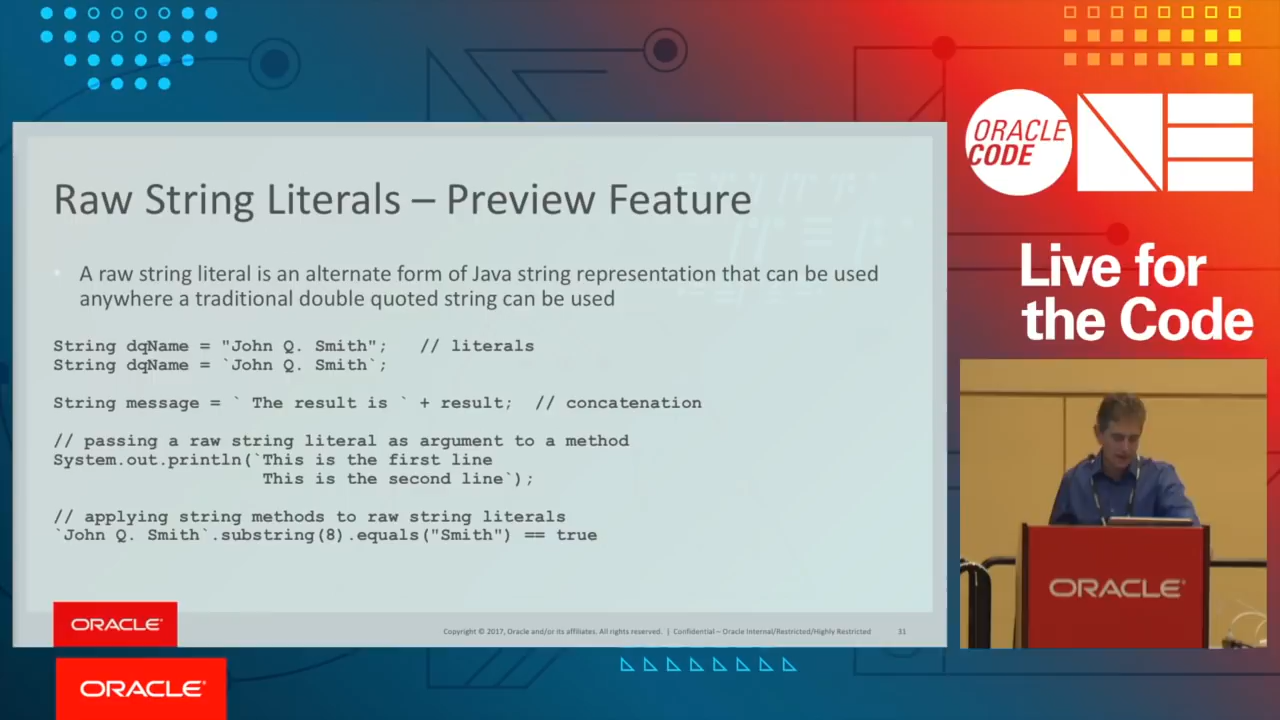 Raw String Literals – Preview Feature
• A raw string literal is an alternate form of Java string representation that can be used
anywhere a traditional double quoted string can be used
String dqName = "John Q. Smith";   // literals
String dqName = `John Q. Smith`;
String message = ` The result is ` + result;  // concatenation
// passing a raw string literal as argument to a method
System.out.println(`This is the first line
This is the second line`);
// applying string methods to raw string literals
`John Q. Smith`.substring(8).equals("Smith") == true
ORACLE®
Copyright © 2017, Oracle and/or its affiliates. All rights reserved. | Confidential – Oracle Internal/Restricted/Highly Restricted 31
ORACLE®
ORACLE
CODE
ONE
Live for
the Code
ORACLE®